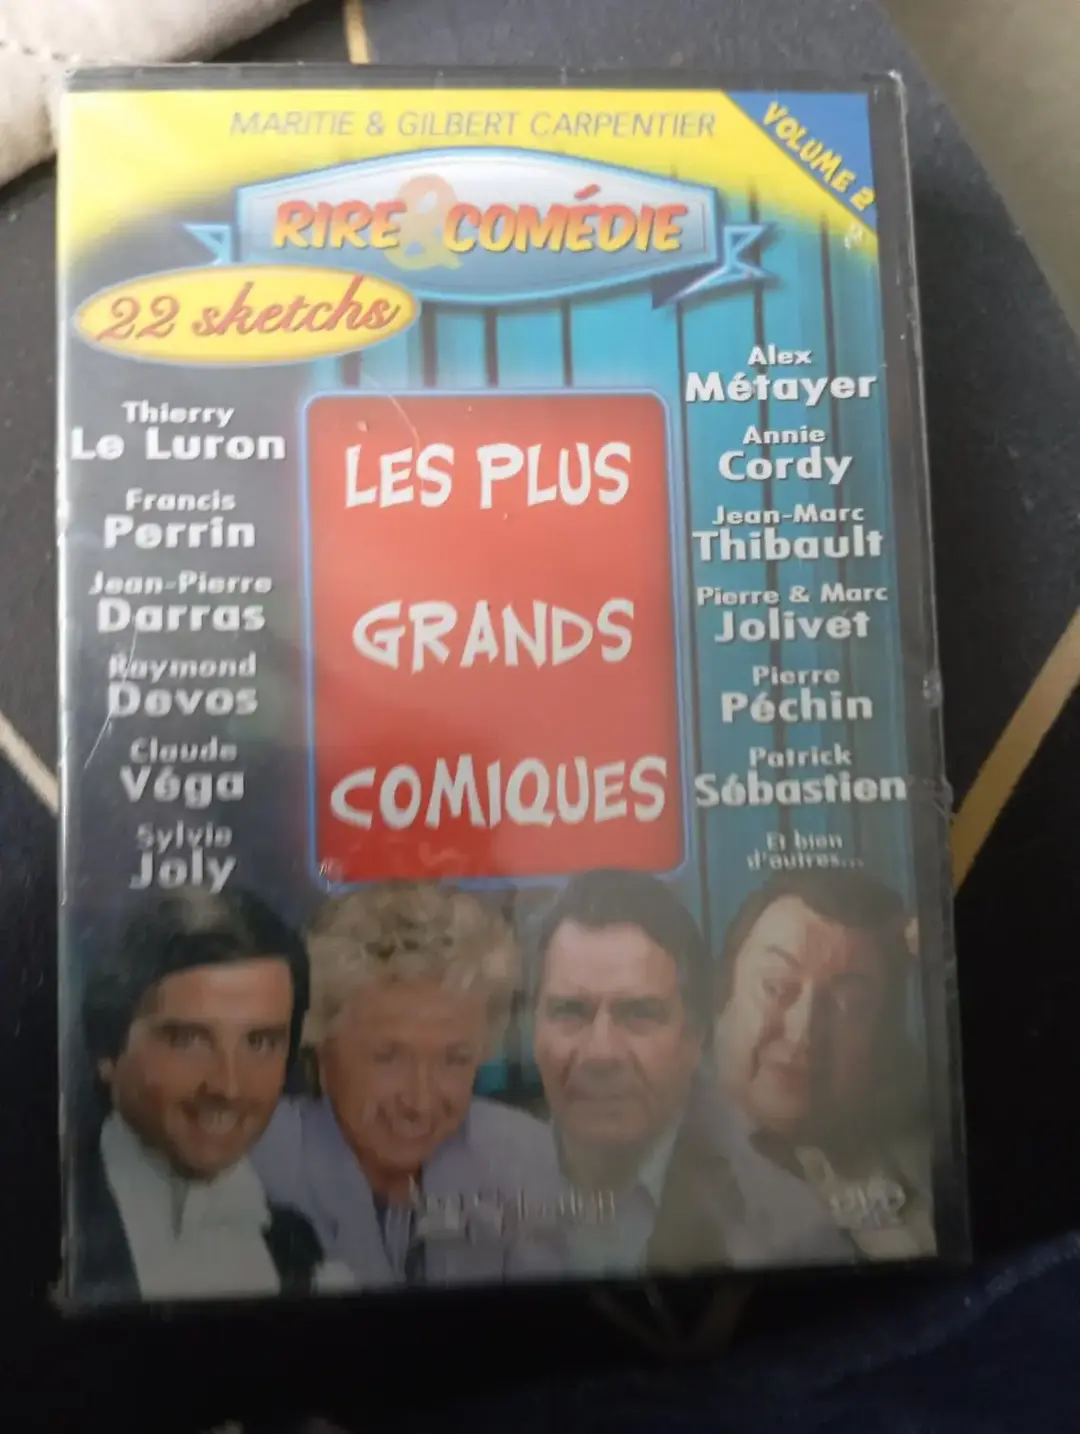 MARITIE & GILBERT CARPENTIER
VOLUME 2
RIRE & COMÉDIE
22 sketchs
Thierry
Le Luron
Francis
Perrin
Jean-Pierre
Darras
Raymond
Devos
Claude
Véga
Sylvie
Joly
LES PLUS
GRANDS
COMIQUES
Alex
Métayer
Annie
Cordy
Jean-Marc
Thibault
Pierre & Marc
Jolivet
Pierre
Péchin
Patrick
Sébastien
Et bien
d'autres...
DVD